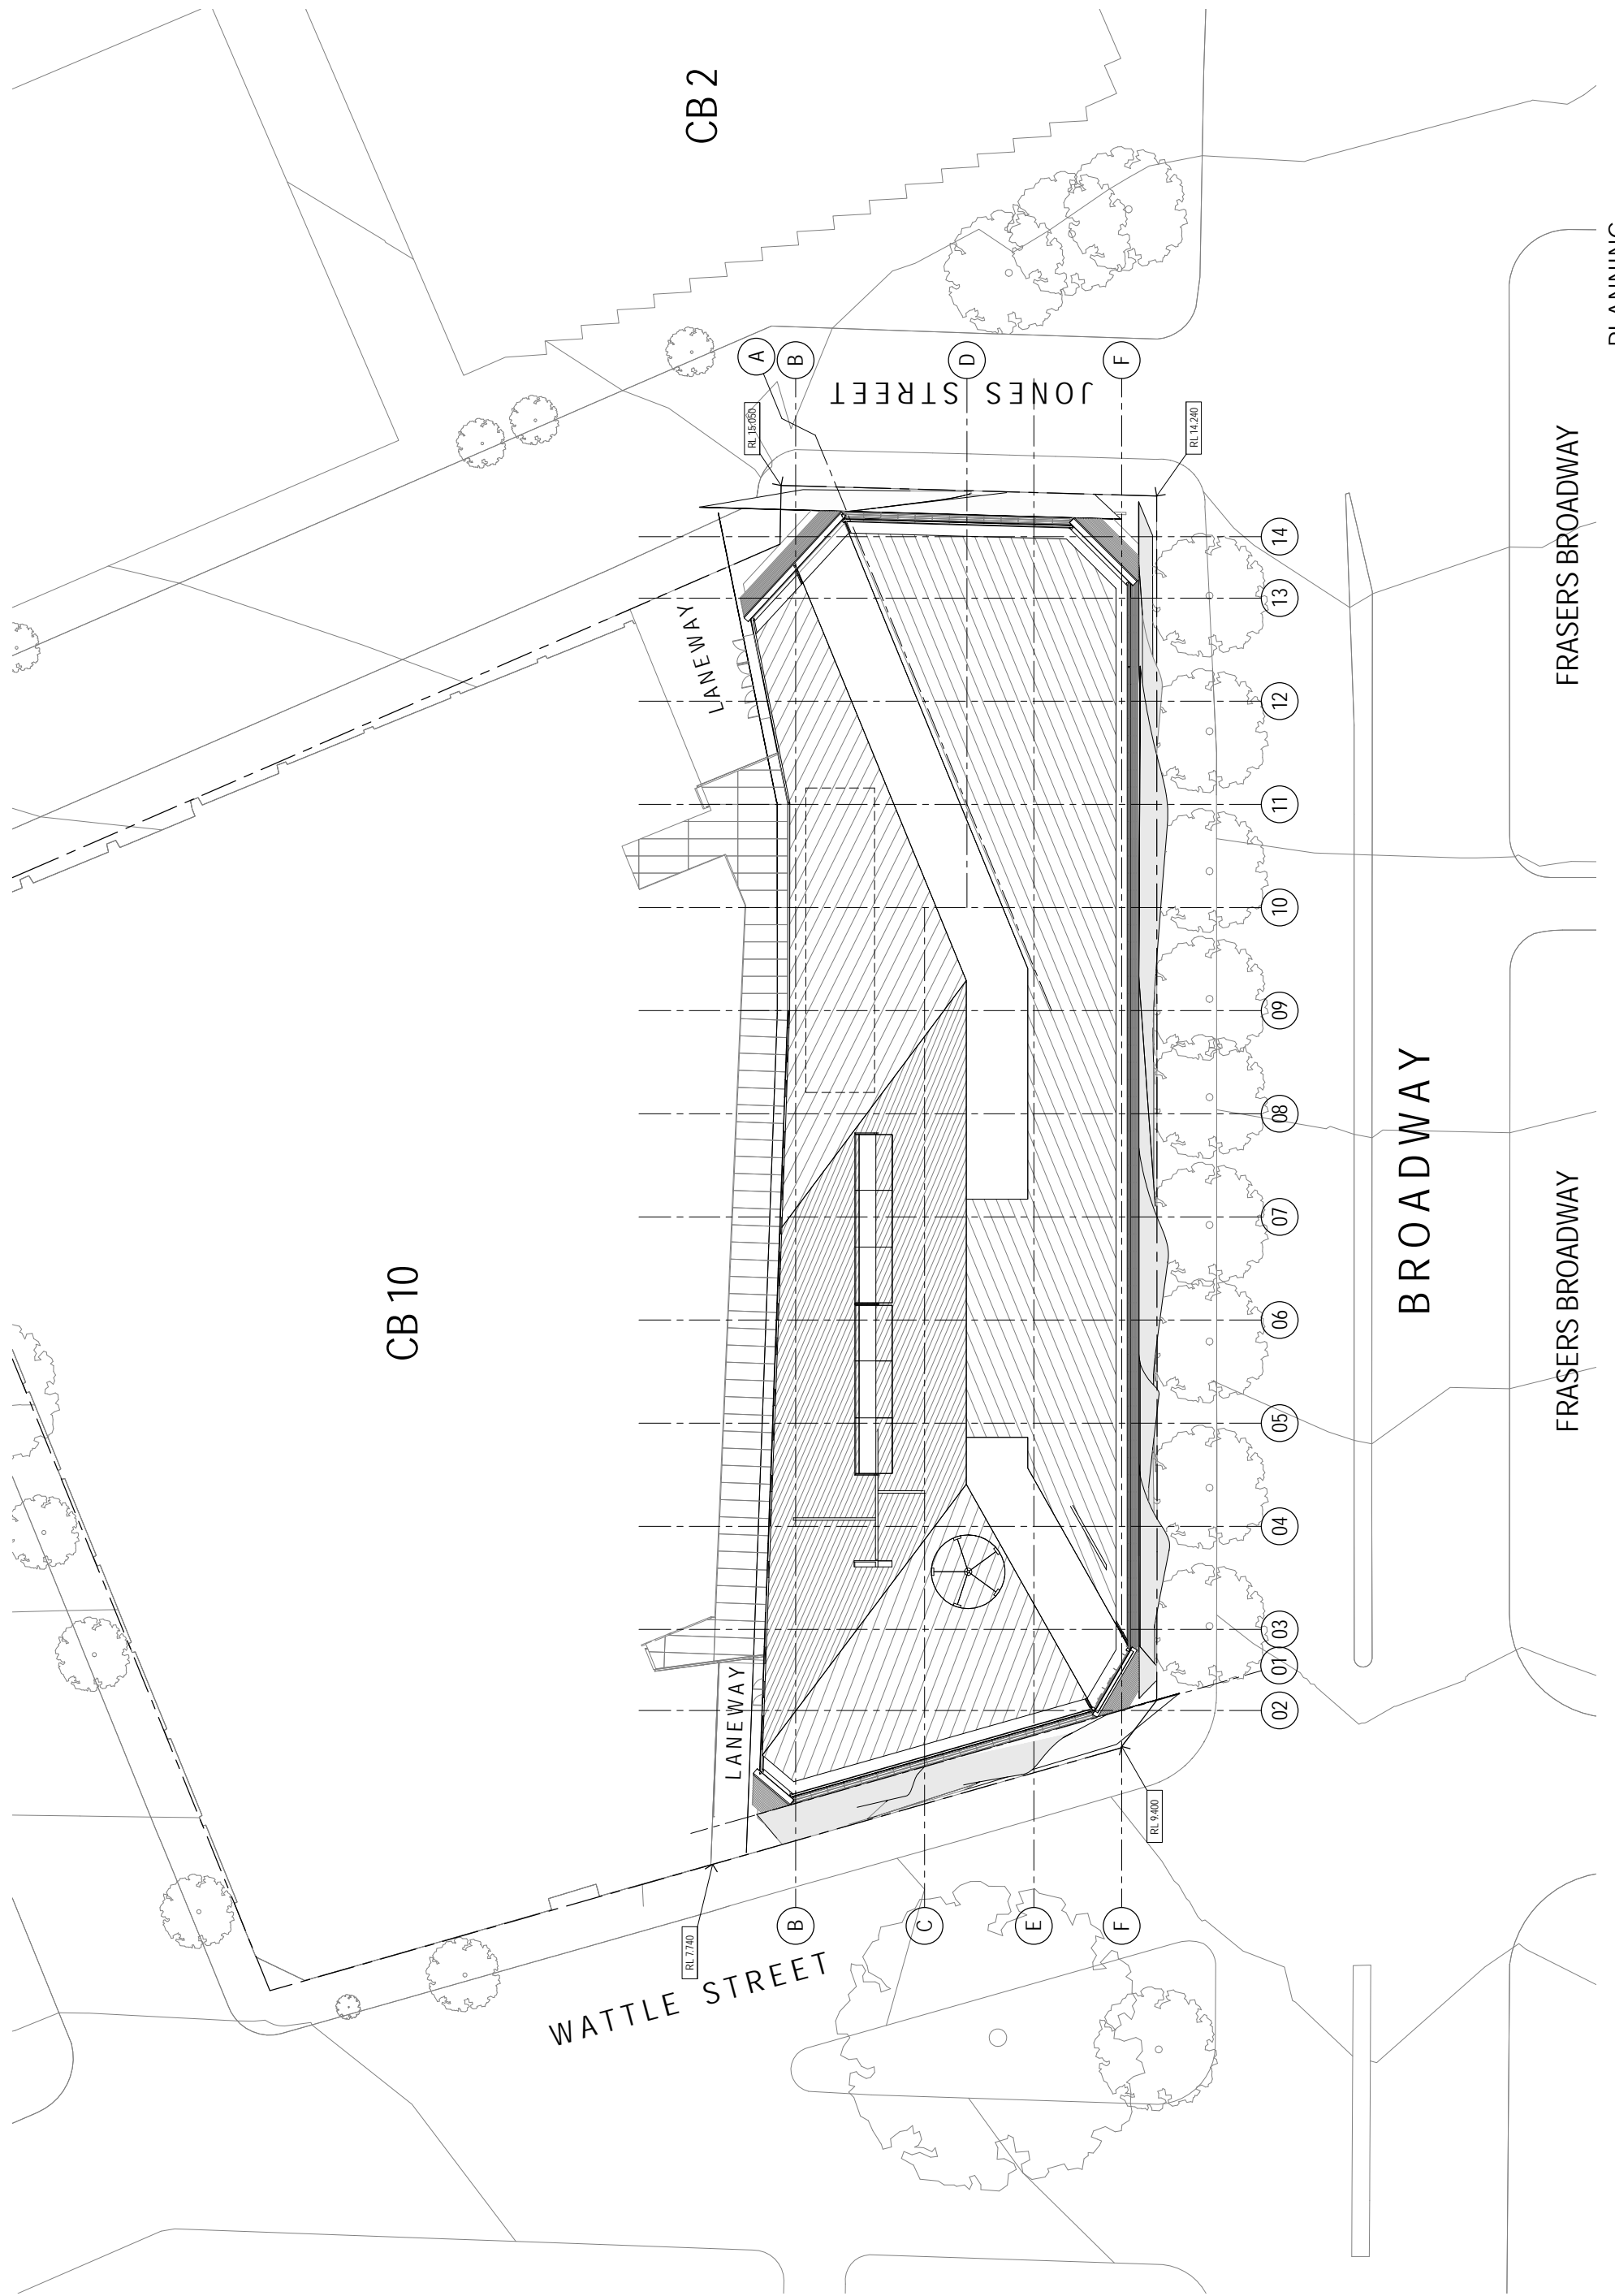 CB 2
CB 10
A
B
D
F
JONES STREET
RL 15.050
RL 14.240
LANEWAY
14
13
12
11
10
09
08
07
06
05
04
03
01
02
LANEWAY
B
C
E
F
RL 7.740
RL 9.400
WATTLE STREET
BROADWAY
FRASERS BROADWAY
FRASERS BROADWAY